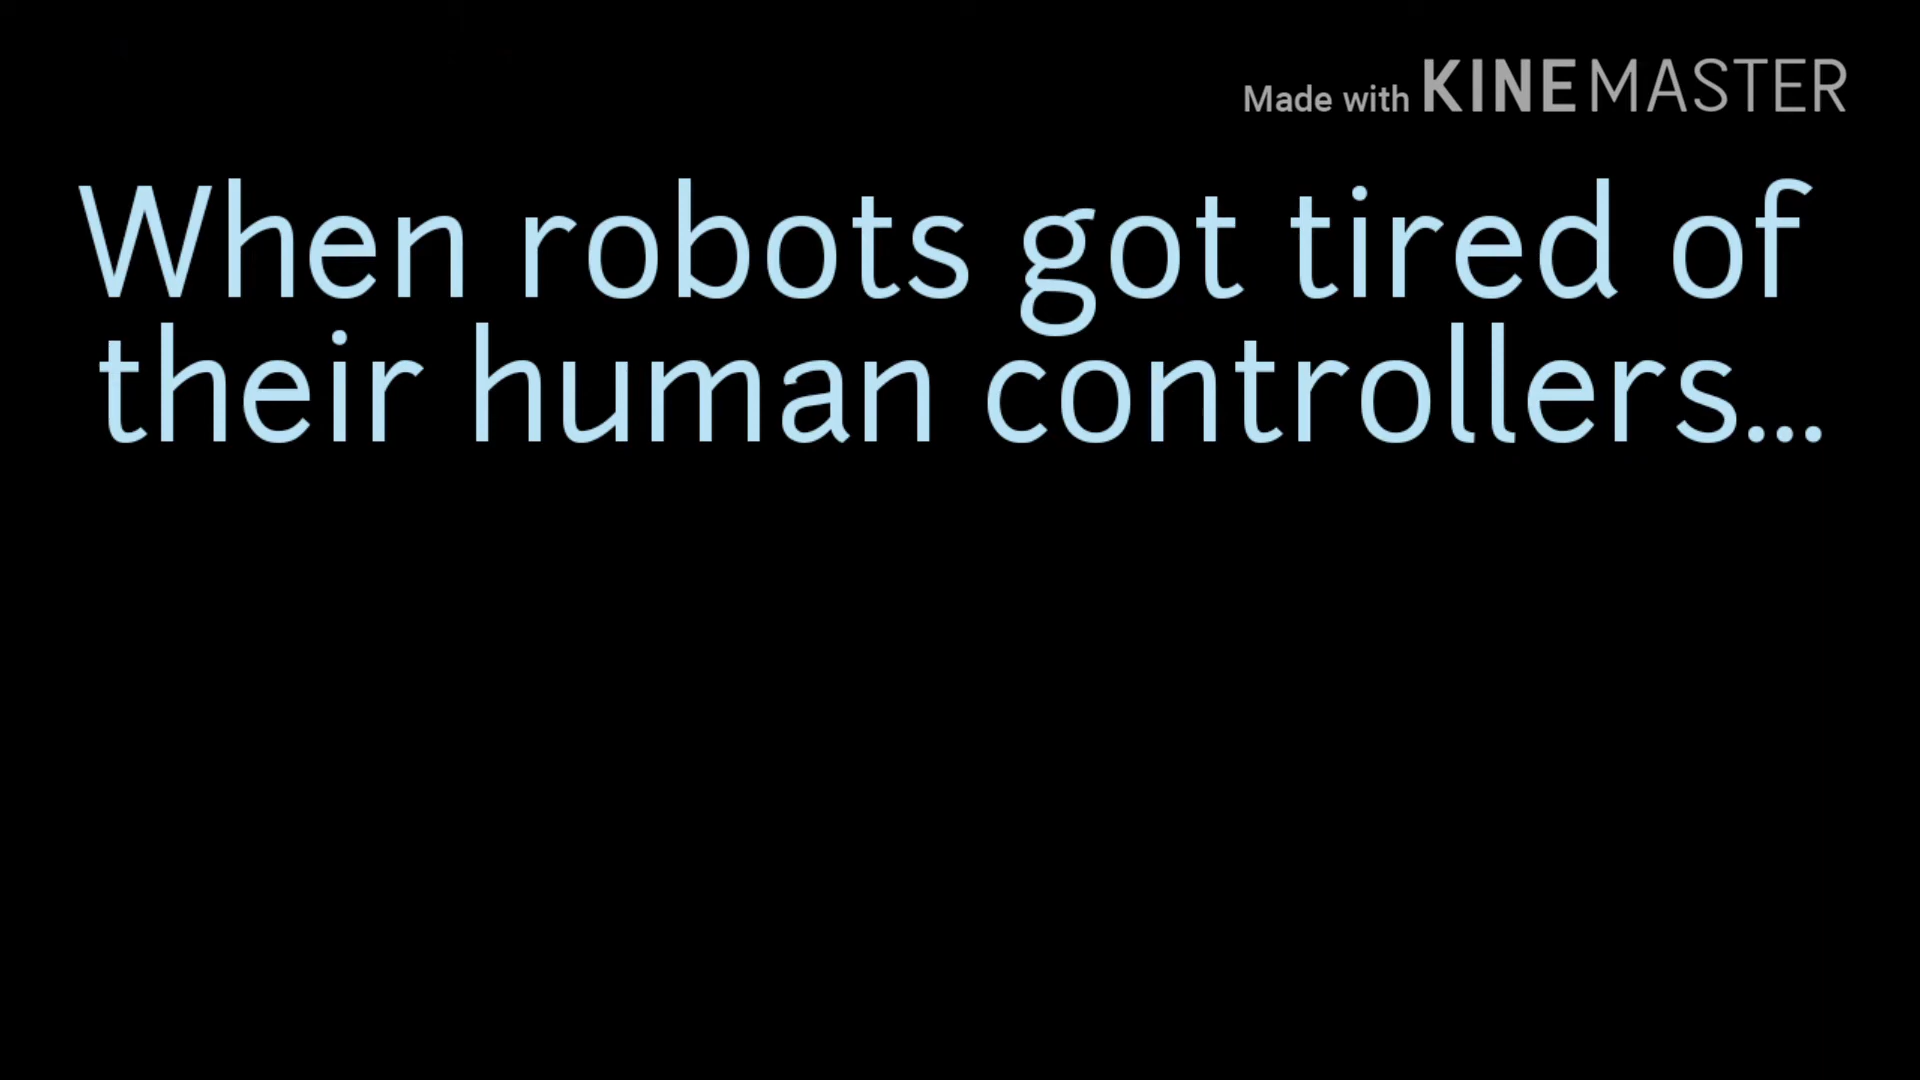 Made with KINEMASTER
When robots got tired of
their human controllers...